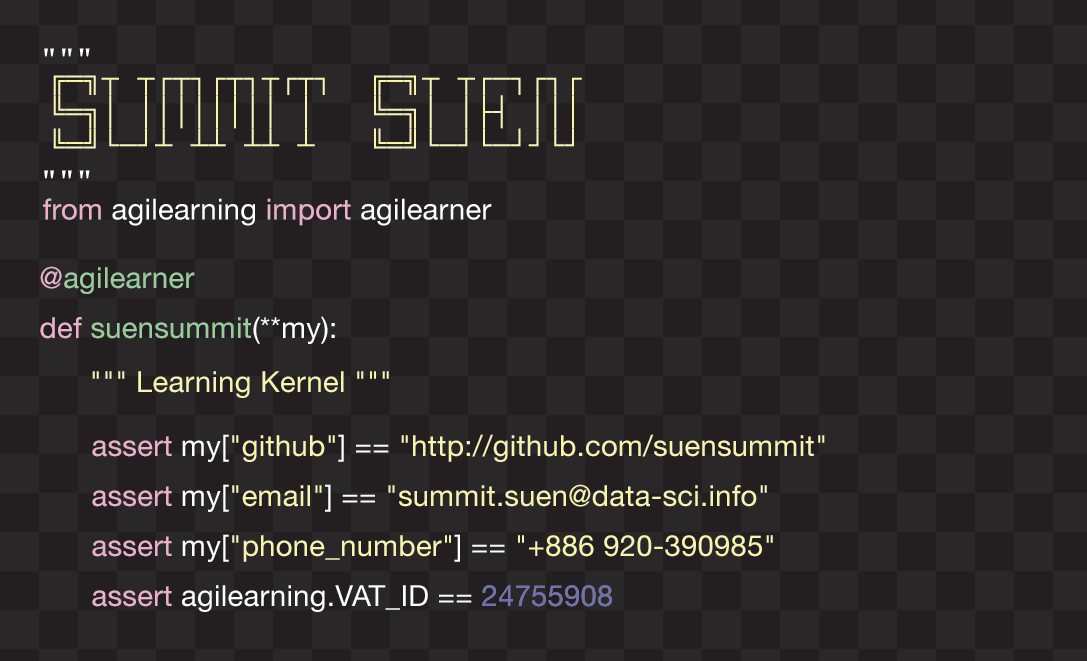 """
SUMMIT SUEN
"""
from agilearning import agilearner
@agilearner
def suensummit(**my):
""" Learning Kernel """
assert my["github"] == "http://github.com/suensummit"
assert my["email"] == "summit.suen@data-sci.info"
assert my["phone_number"] == "+886 920-390985"
assert agilearning.VAT_ID == 24755908